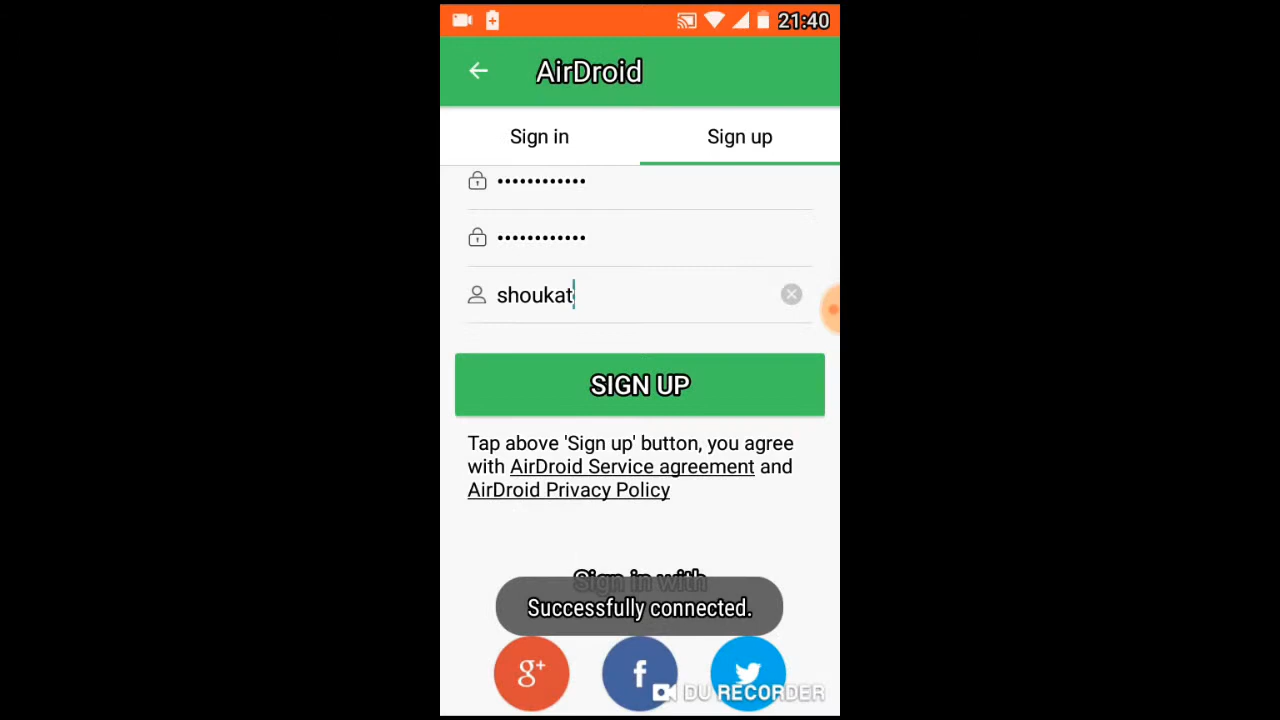 21:40
AirDroid
Sign in
Sign up
••••••••••••
••••••••••••
shoukat
SIGN UP
Tap above 'Sign up' button, you agree
with AirDroid Service agreement and
AirDroid Privacy Policy
Sign in with
Successfully connected.
g+
f
DU RECORDER